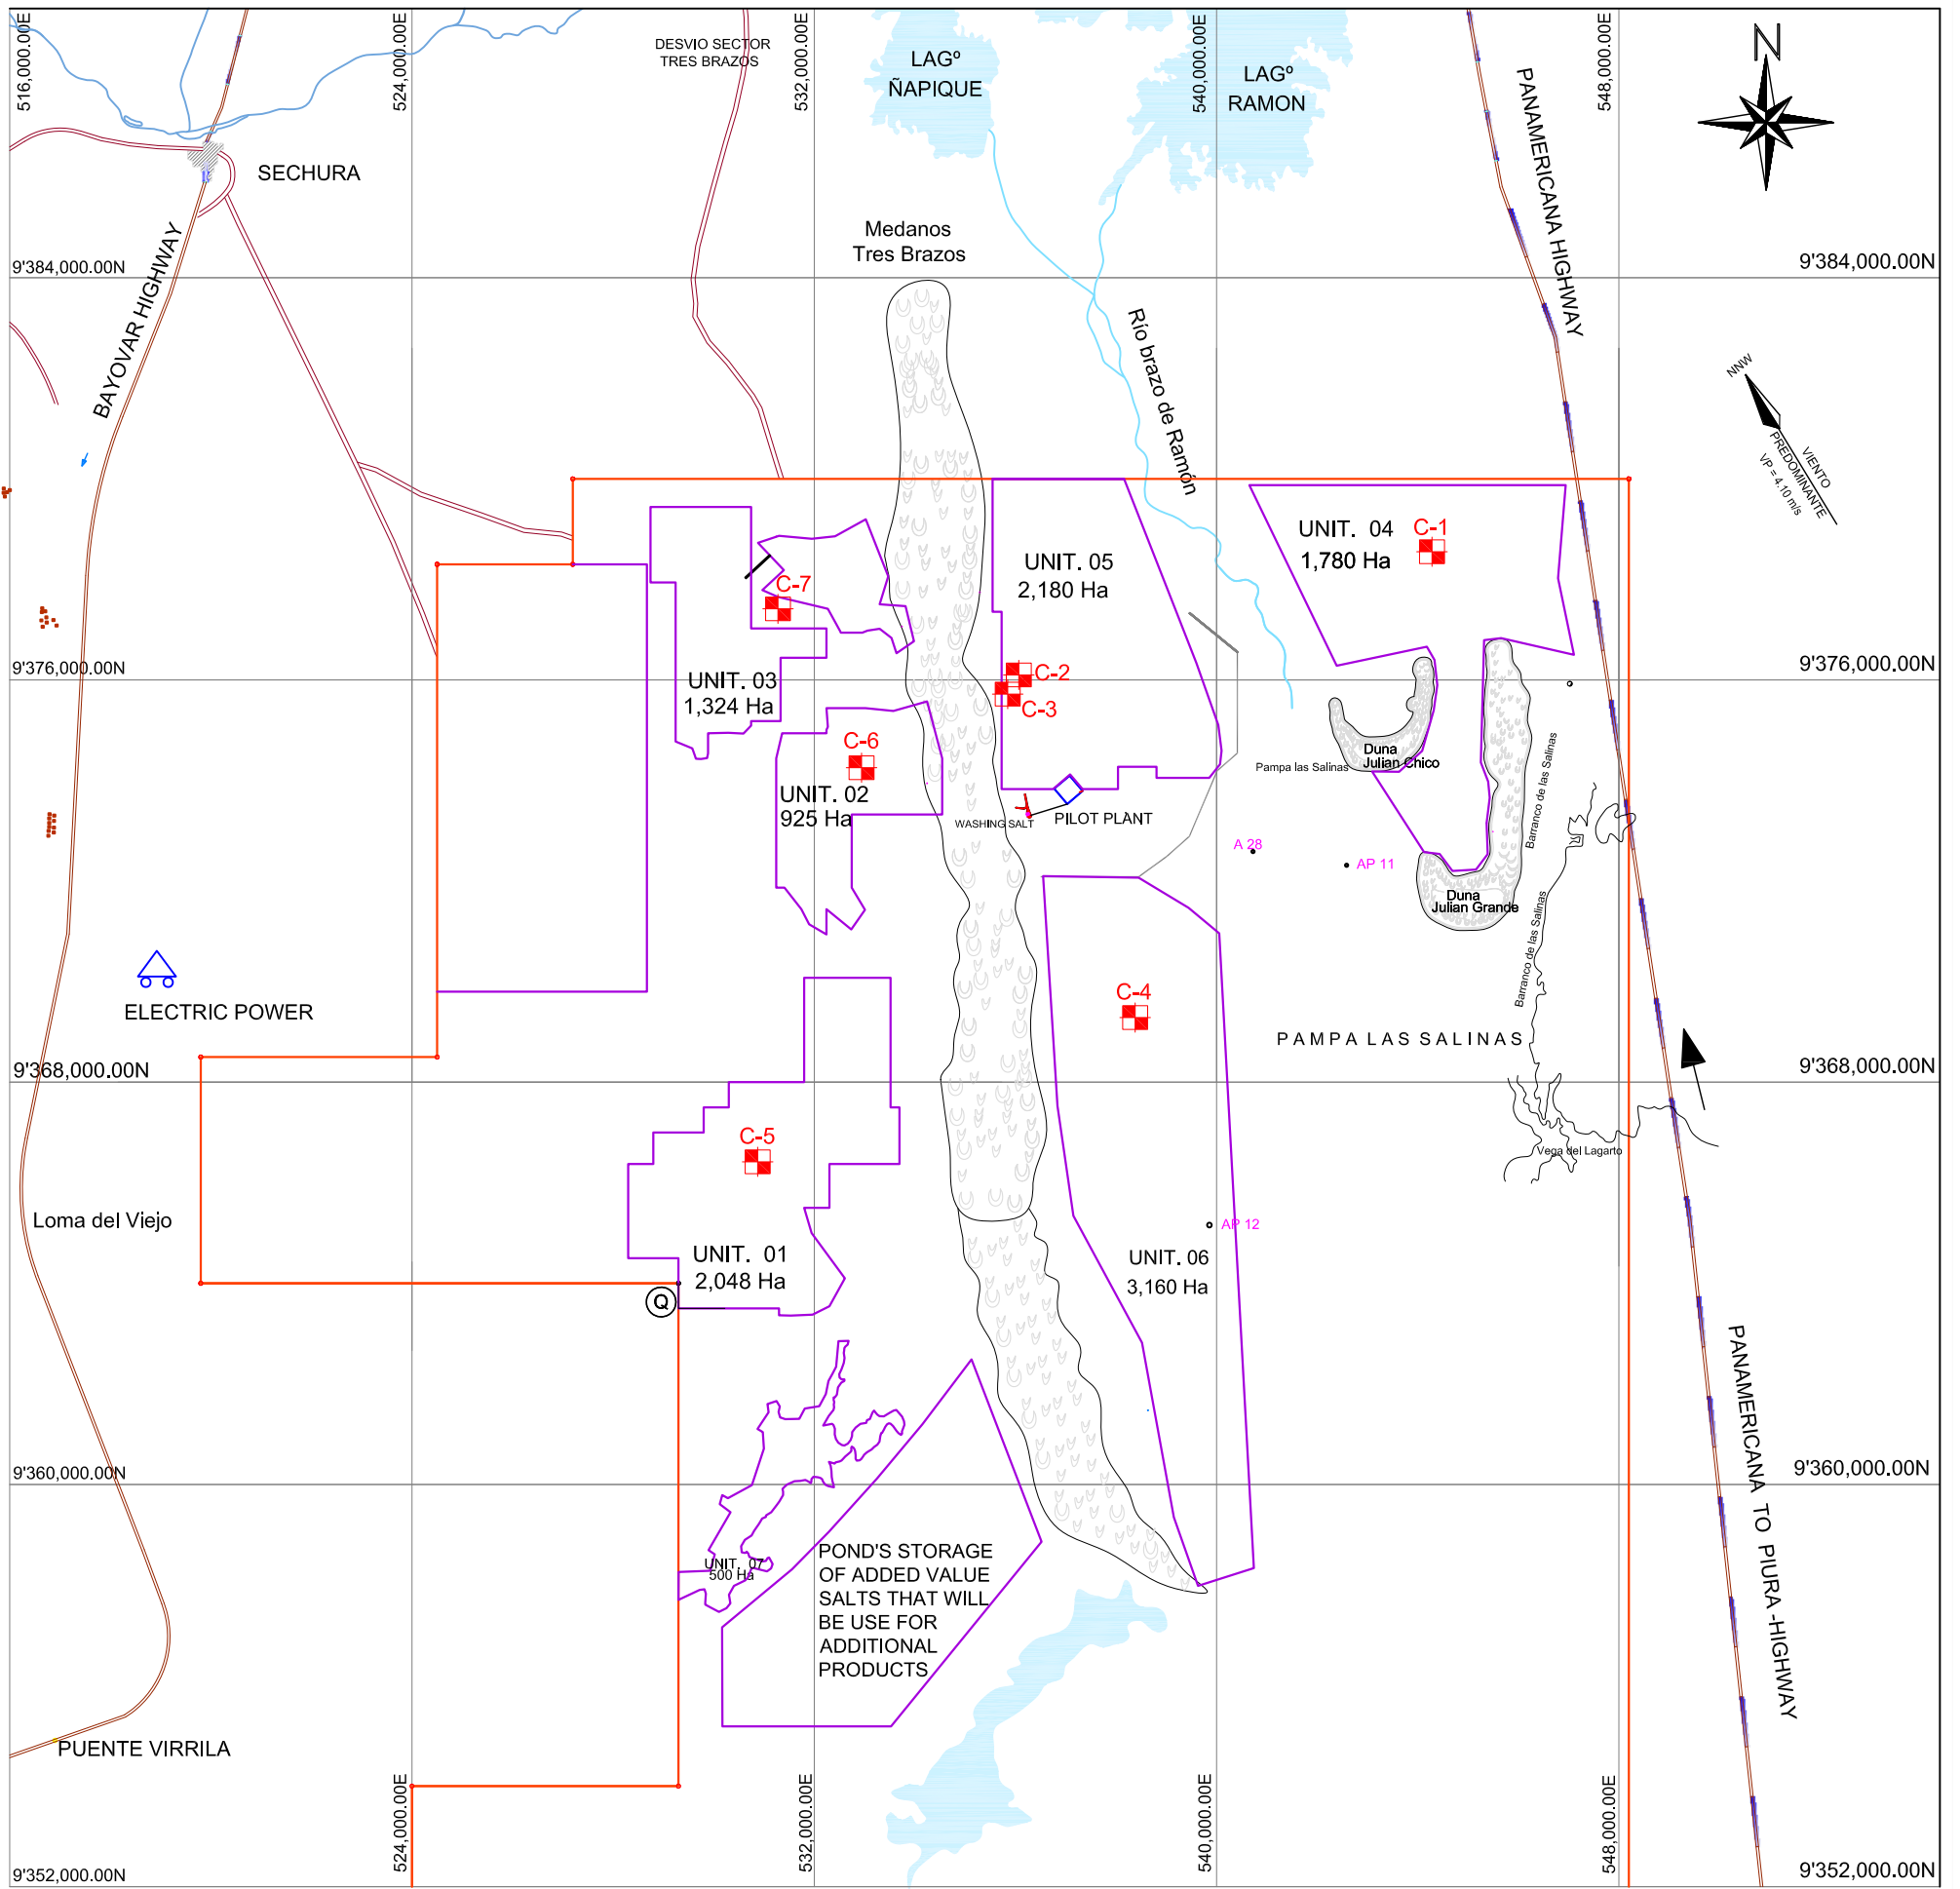 516,000.00E
524,000.00E
532,000.00E
540,000.00E
548,000.00E
DESVIO SECTOR
TRES BRAZOS
LAGº
ÑAPIQUE
LAGº
RAMON
PANAMERICANA HIGHWAY
N
SECHURA
BAYOVAR HIGHWAY
Medanos
Tres Brazos
9'384,000.00N
9'384,000.00N
Río brazo de Ramón
NNW
VIENTO
PREDOMINANTE
VP = 4.10 m/s
UNIT. 04
1,780 Ha
C-1
UNIT. 05
2,180 Ha
C-7
9'376,000.00N
9'376,000.00N
C-2
C-3
UNIT. 03
1,324 Ha
C-6
UNIT. 02
925 Ha
Duna
Julian Chico
Pampa las Salinas
Barranco de las Salinas
WASHING SALT
PILOT PLANT
A 28
AP 11
Duna
Julian Grande
Barranco de las Salinas
ELECTRIC POWER
C-4
PAMPA LAS SALINAS
9'368,000.00N
9'368,000.00N
C-5
Vega del Lagarto
Loma del Viejo
AP 12
UNIT. 01
2,048 Ha
UNIT. 06
3,160 Ha
Q
PANAMERICANA TO PIURA -HIGHWAY
9'360,000.00N
9'360,000.00N
UNIT. 07
500 Ha
POND'S STORAGE
OF ADDED VALUE
SALTS THAT WILL
BE USE FOR
ADDITIONAL
PRODUCTS
PUENTE VIRRILA
524,000.00E
532,000.00E
540,000.00E
548,000.00E
9'352,000.00N
9'352,000.00N